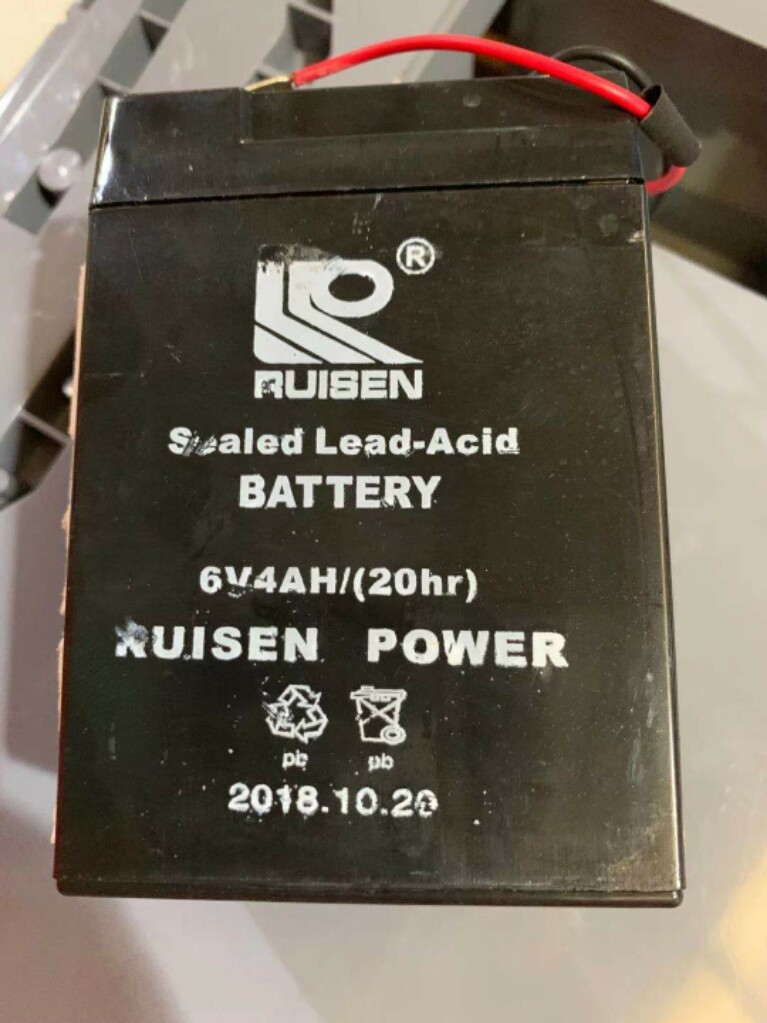 ®
RUISEN
Sealed Lead-Acid
BATTERY
6V4AH/(20hr)
RUISEN POWER
pb pb
2018.10.20